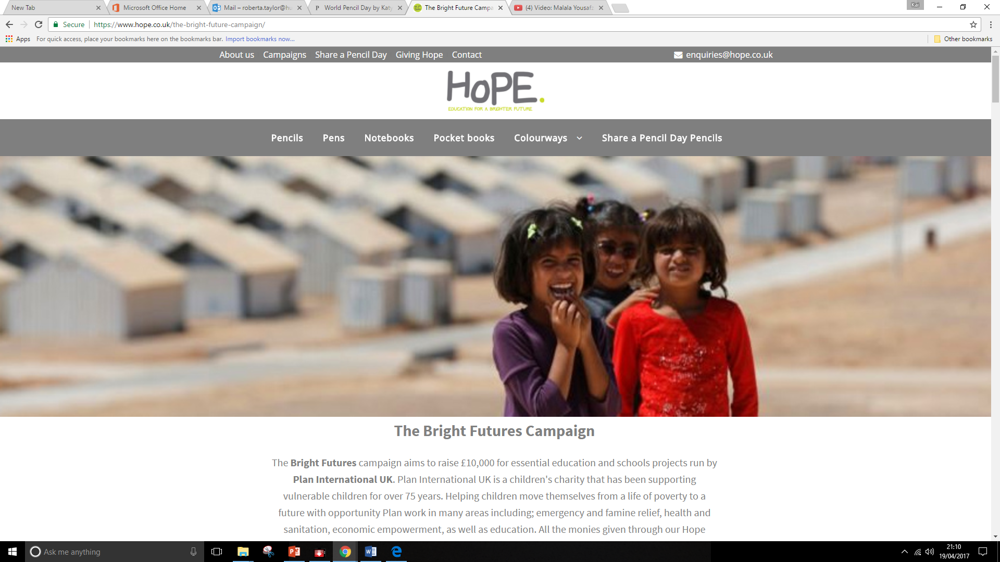 New Tab
Microsoft Office Home
Mail – roberta.taylor@hu
World Pencil Day by Katy
The Bright Future Campa
(4) Video: Malala Yousafz
Kai
Secure
https://www.hope.co.uk/the-bright-future-campaign/
Apps
For quick access, place your bookmarks here on the bookmarks bar. Import bookmarks now...
Other bookmarks
About us Campaigns Share a Pencil Day Giving Hope Contact
enquiries@hope.co.uk
HoPE.
EDUCATION FOR A BRIGHTER FUTURE
Pencils Pens Notebooks Pocket books Colourways Share a Pencil Day Pencils
The Bright Futures Campaign
The Bright Futures campaign aims to raise £10,000 for essential education and schools projects run by
Plan International UK. Plan International UK is a children's charity that has been supporting
vulnerable children for over 75 years. Helping children move themselves from a life of poverty to a
future with opportunity Plan work in many areas including; emergency and famine relief, health and
sanitation, economic empowerment, as well as education. All the monies given through our Hope
Ask me anything
21:10
19/04/2017